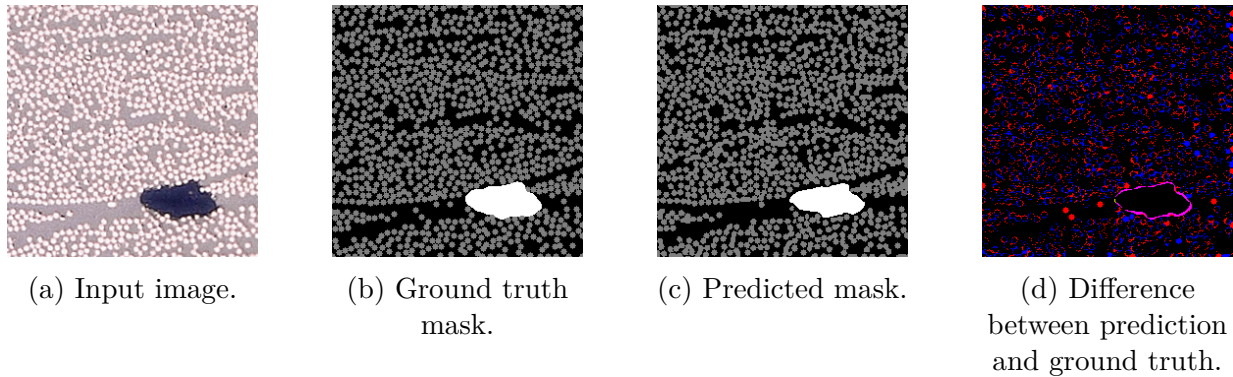 (a) Input image.
(b) Ground truth
mask.
(c) Predicted mask.
(d) Difference
between prediction
and ground truth.